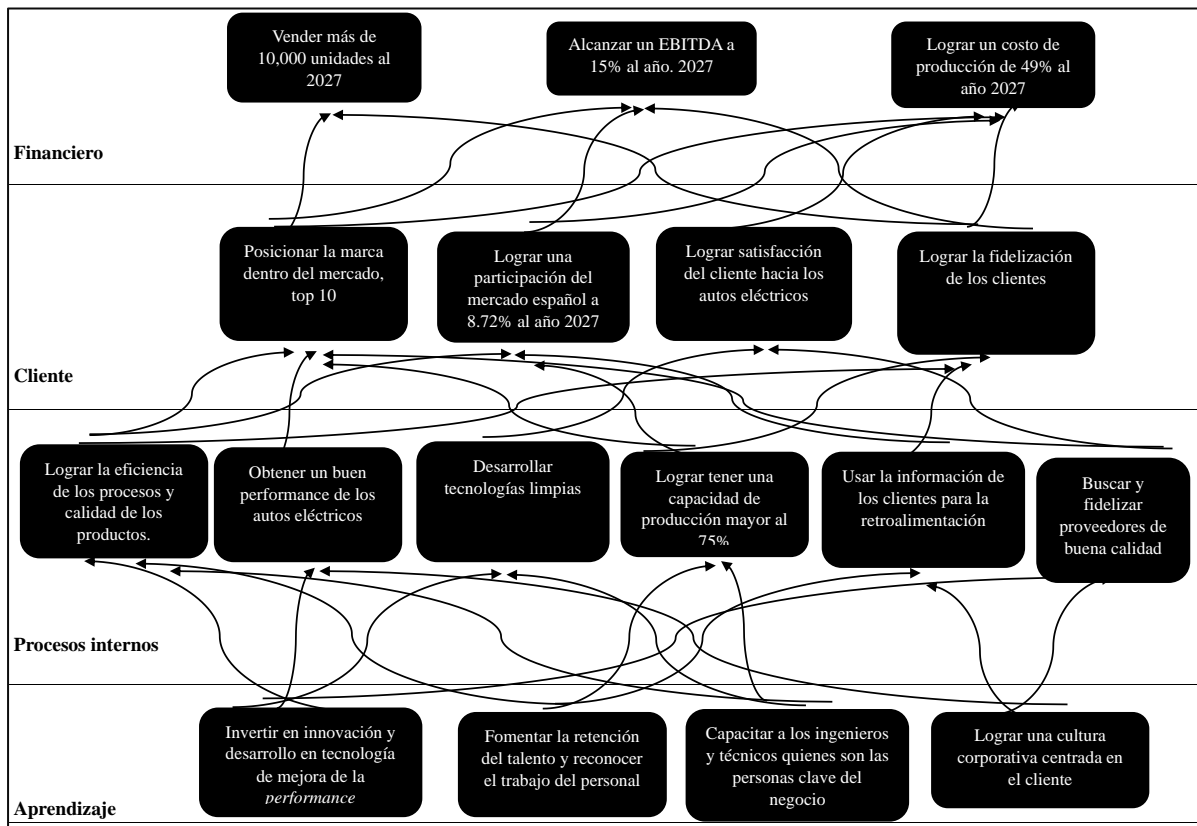 Vender más de
10,000 unidades al
2027
Alcanzar un EBITDA a
15% al año. 2027
Lograr un costo de
producción de 49% al
año 2027
Financiero
Posicionar la marca
dentro del mercado,
top 10
Lograr una
participación del
mercado español a
8.72% al año 2027
Lograr satisfacción
del cliente hacia los
autos eléctricos
Lograr la fidelización
de los clientes
Cliente
Lograr la eficiencia
de los procesos y
calidad de los
productos.
Obtener un buen
performance de los
autos eléctricos
Desarrollar
tecnologías limpias
Lograr tener una
capacidad de
producción mayor al
75%
Usar la información de
los clientes para la
retroalimentación
Buscar y
fidelizar
proveedores de
buena calidad
Procesos internos
Invertir en innovación y
desarrollo en tecnología
de mejora de la
performance
Fomentar la retención
del talento y reconocer
el trabajo del personal
Capacitar a los ingenieros
y técnicos quienes son las
personas clave del
negocio
Lograr una cultura
corporativa centrada en
el cliente
Aprendizaje